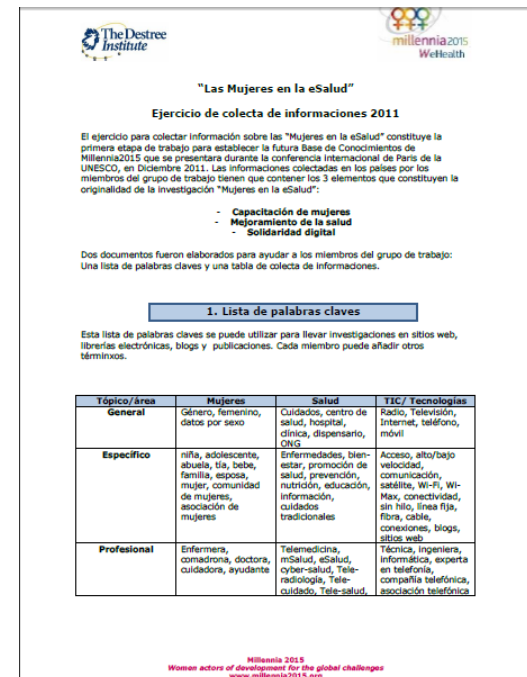 The Destree
Institute
millennia2015
WeHealth
“Las Mujeres en la eSalud”
Ejercicio de colecta de informaciones 2011
El ejercicio para colectar información sobre las “Mujeres en la eSalud” constituye la
primera etapa de trabajo para establecer la futura Base de Conocimientos de
Millennia2015 que se presentara durante la conferencia internacional de Paris de la
UNESCO, en Diciembre 2011. Las informaciones colectadas en los países por los
miembros del grupo de trabajo tienen que contener los 3 elementos que constituyen la
originalidad de la investigación “Mujeres en la eSalud”:
- Capacitación de mujeres
- Mejoramiento de la salud
- Solidaridad digital
Dos documentos fueron elaborados para ayudar a los miembros del grupo de trabajo:
Una lista de palabras claves y una tabla de colecta de informaciones.
1. Lista de palabras claves
Esta lista de palabras claves se puede utilizar para llevar investigaciones en sitios web,
librerías electrónicas, blogs y publicaciones. Cada miembro puede añadir otros
términxos.
Tópico/área Mujeres Salud TIC/ Tecnologías
General Género, femenino, Cuidados, centro de Radio, Televisión,
datos por sexo salud, hospital, Internet, teléfono,
clínica, dispensario, móvil
ONG
Específico niña, adolescente, Enfermedades, bien- Acceso, alto/bajo
abuela, tía, bebe, estar, promoción de velocidad,
familia, esposa, salud, prevención, comunicación,
mujer, comunidad nutrición, educación, satélite, Wi-Fi, Wi-
de mujeres, información, Max, conectividad,
asociación de cuidados sin hilo, línea fija,
mujeres tradicionales fibra, cable,
conexiones, blogs,
sitios web
Profesional Enfermera, Telemedicina, Técnica, ingeniera,
comadrona, doctora, mSalud, eSalud, informática, experta
cuidadora, ayudante cyber-salud, Tele- en telefonía,
radiología, Tele- compañía telefónica,
cuidado, Tele-salud, asociación telefónica
Millennia 2015
Women actors of development for the global challenges
www.millennia2015.org